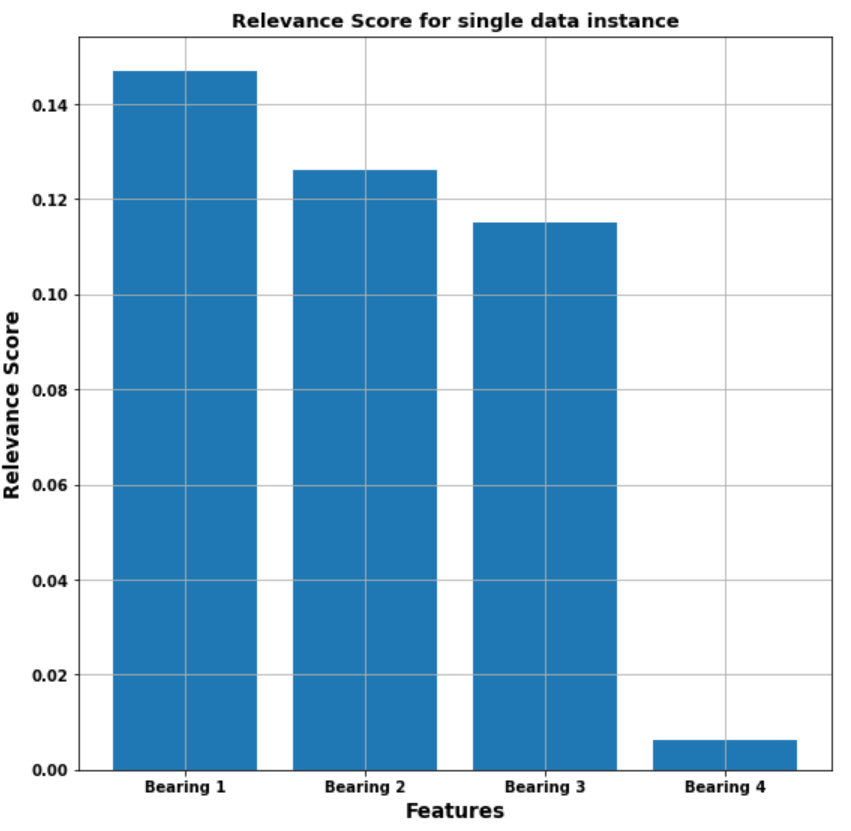 Relevance Score for single data instance
Relevance Score
0.14
0.12
0.10
0.08
0.06
0.04
0.02
0.00
Bearing 1 Bearing 2 Bearing 3 Bearing 4
Features